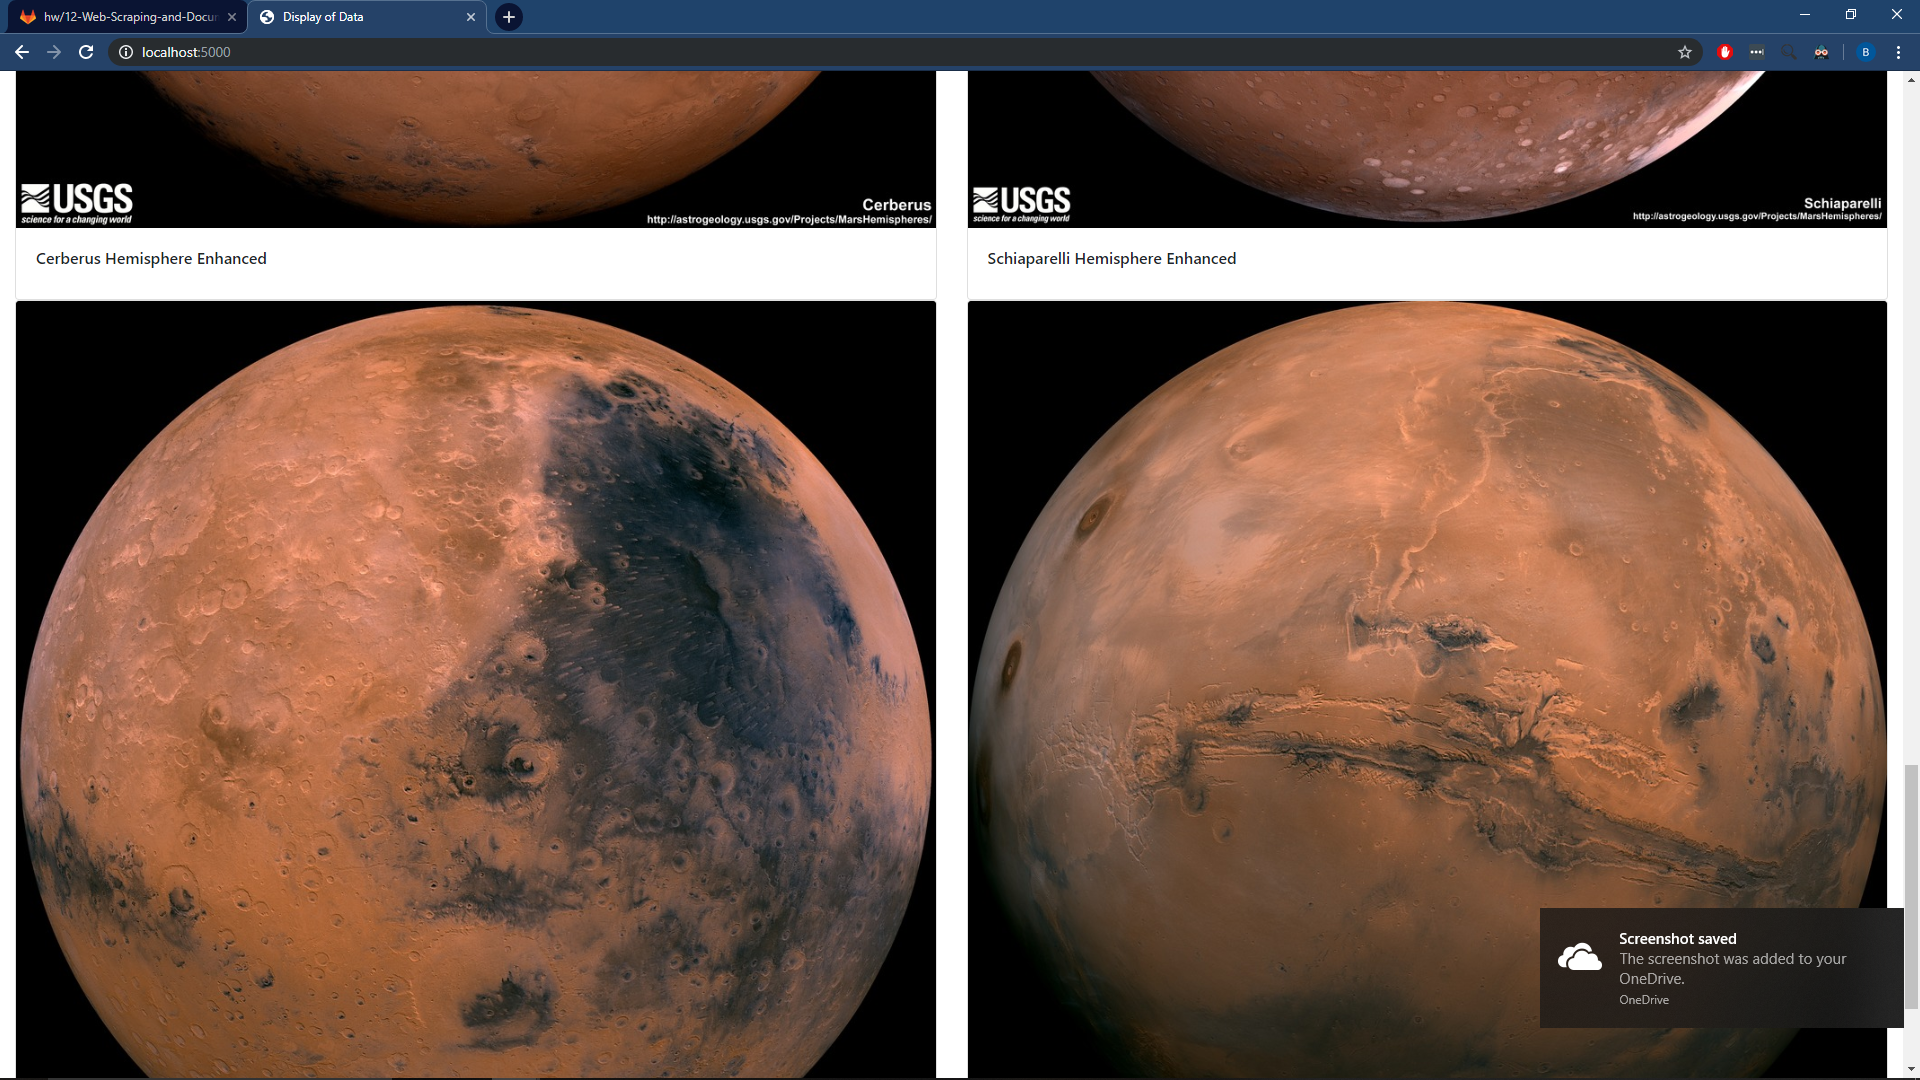 hw/12-Web-Scraping-and-Docu
Display of Data
localhost:5000
B
USGS
science for a changing world
Cerberus
http://astrogeology.usgs.gov/Projects/MarsHemispheres/
USGS
science for a changing world
Schiaparelli
http://astrogeology.usgs.gov/Projects/MarsHemispheres/
Cerberus Hemisphere Enhanced
Schiaparelli Hemisphere Enhanced
Screenshot saved
The screenshot was added to your
OneDrive.
OneDrive